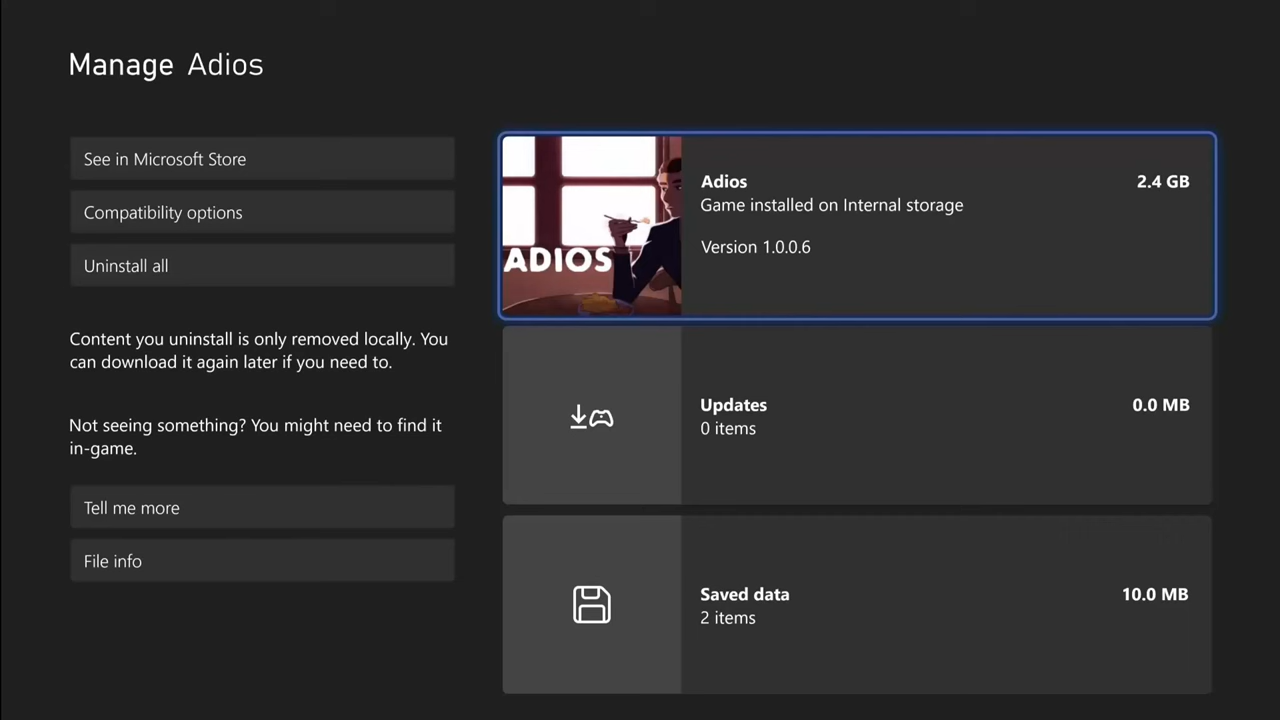 Manage Adios
See in Microsoft Store
Compatibility options
Uninstall all
Content you uninstall is only removed locally. You
can download it again later if you need to.
Not seeing something? You might need to find it
in-game.
Tell me more
File info
ADIOS
Adios 2.4 GB
Game installed on Internal storage
Version 1.0.0.6
Updates 0.0 MB
0 items
Saved data 10.0 MB
2 items